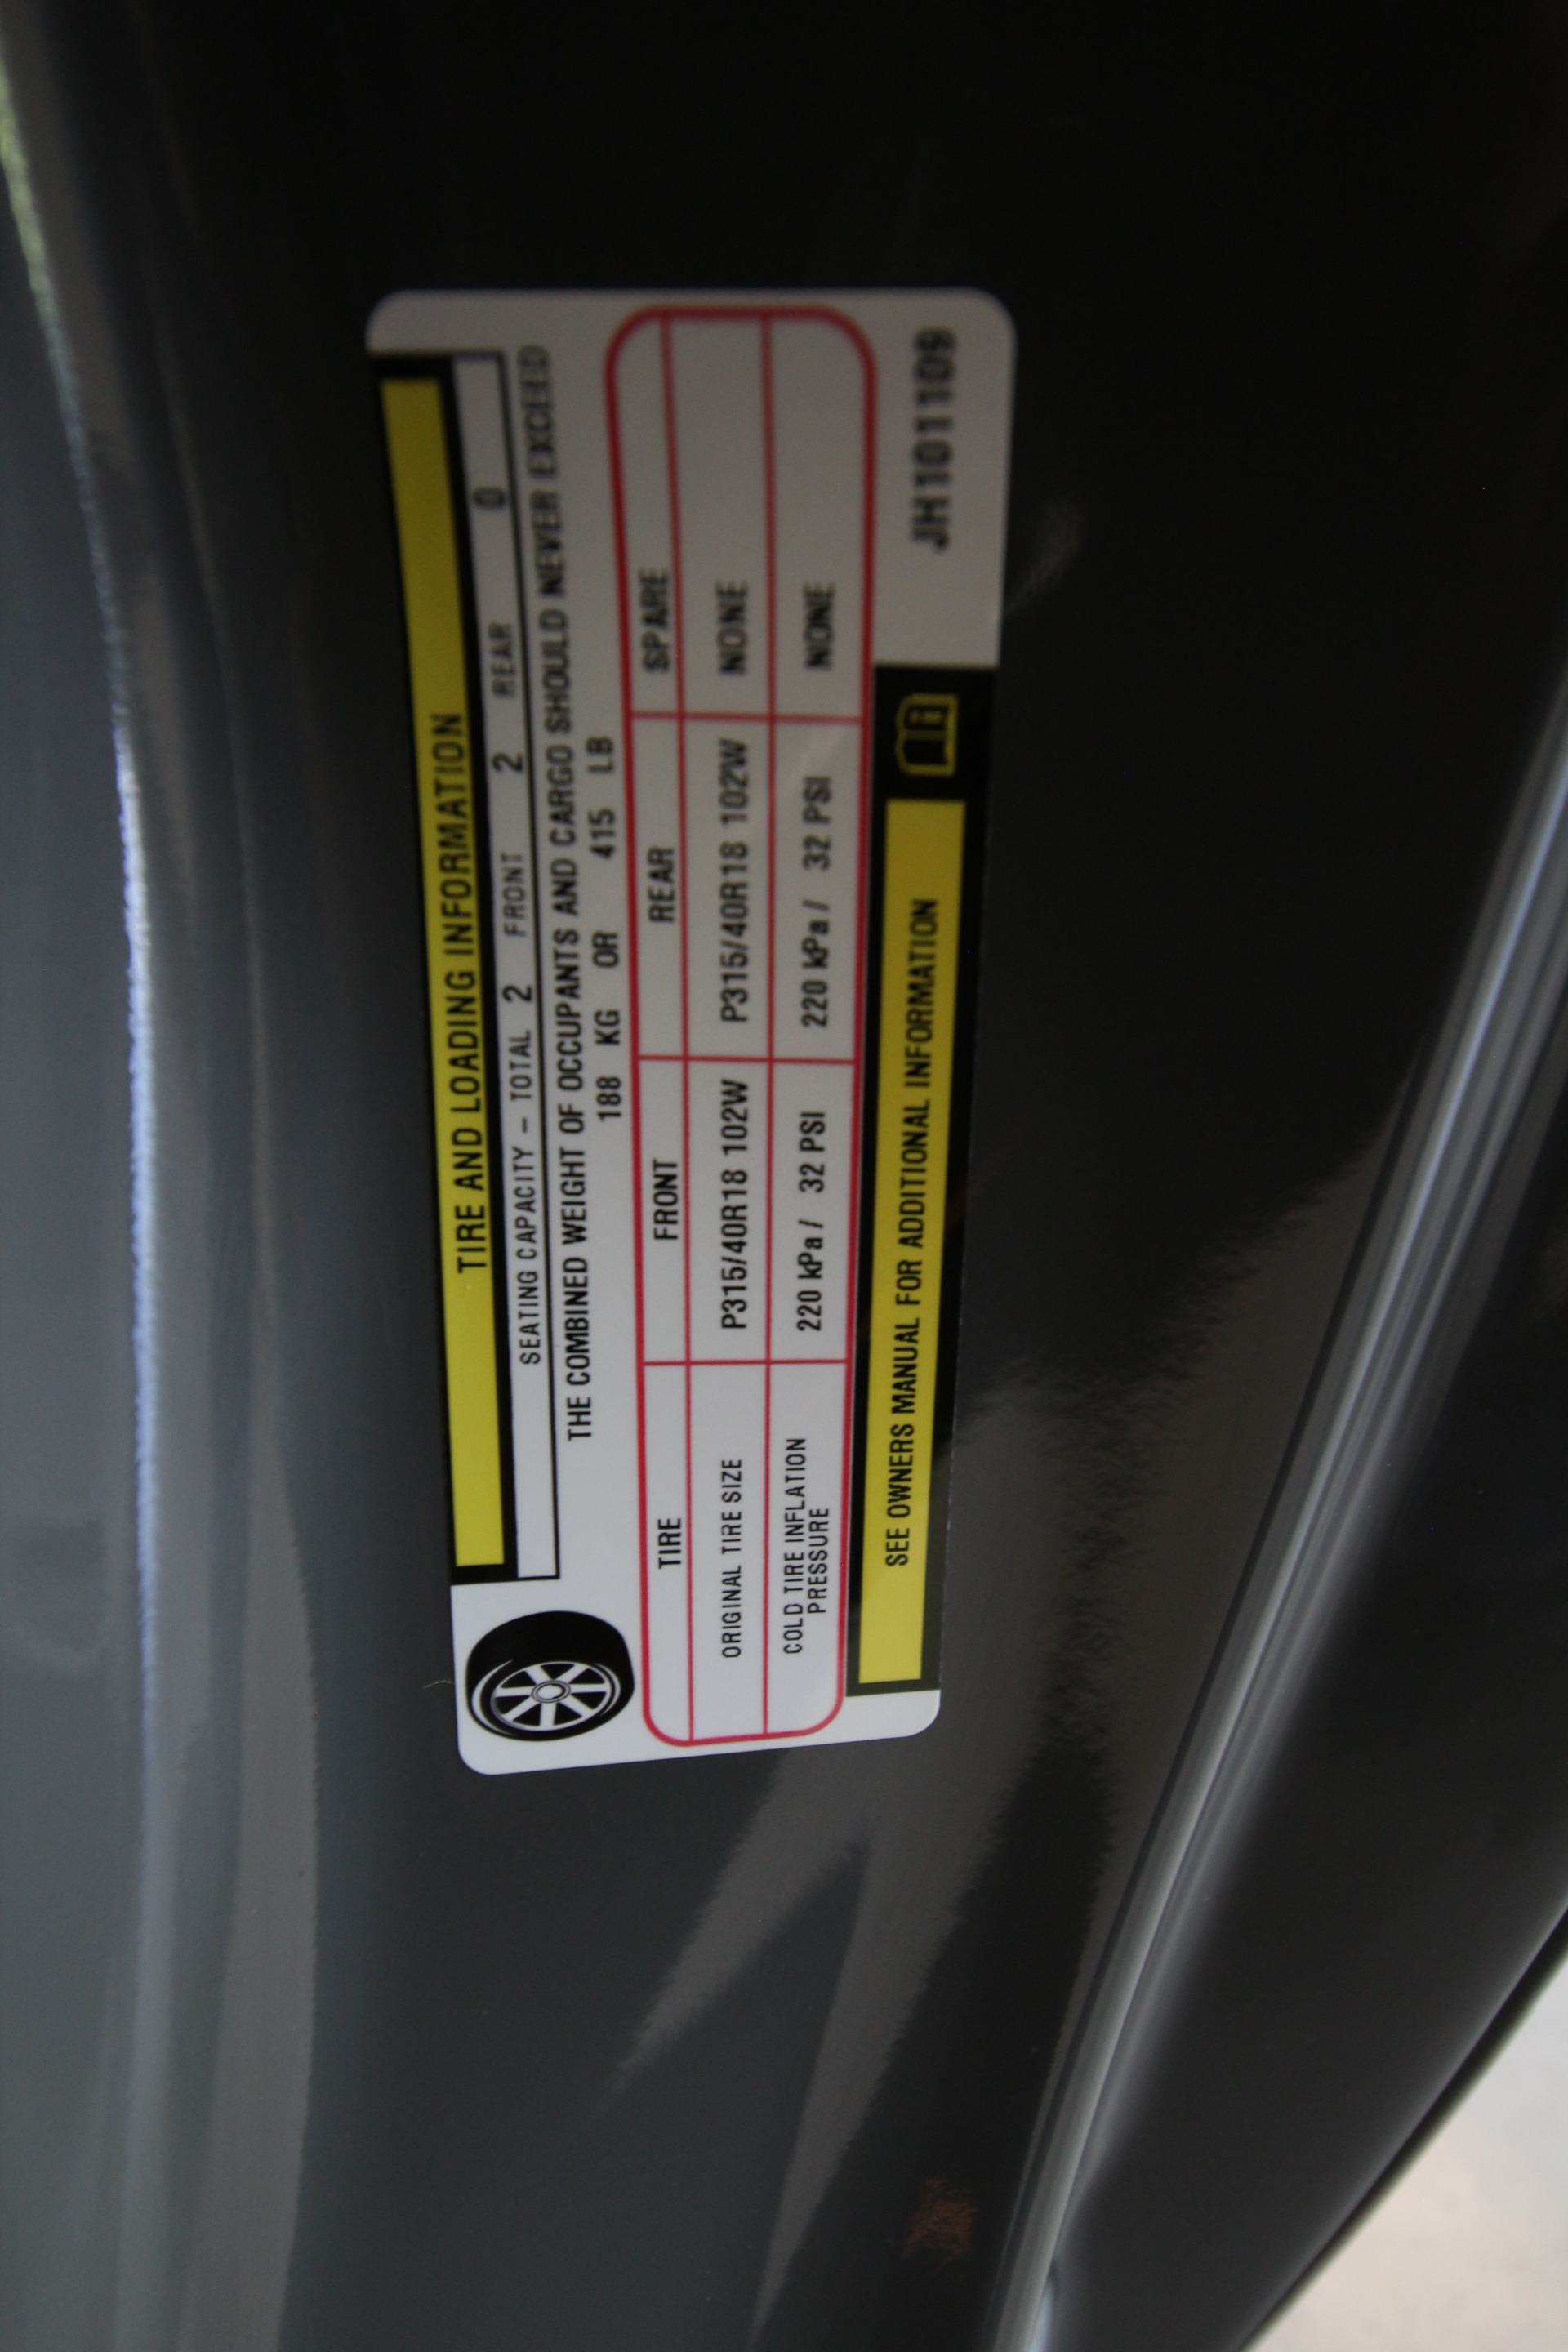 TIRE AND LOADING INFORMATION
SEATING CAPACITY – TOTAL 2 FRONT 2 REAR 0
THE COMBINED WEIGHT OF OCCUPANTS AND CARGO SHOULD NEVER EXCEED
188 KG OR 415 LB
TIRE FRONT REAR SPARE
ORIGINAL TIRE SIZE P315/40R18 102W P315/40R18 102W NONE
COLD TIRE INFLATION PRESSURE 220 kPa / 32 PSI 220 kPa / 32 PSI NONE
SEE OWNERS MANUAL FOR ADDITIONAL INFORMATION
JH101109